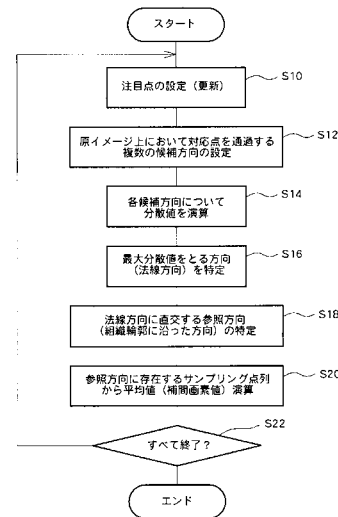 スタート
注目点の設定（更新）
S10
原イメージ上において対応点を通過する
複数の候補方向の設定
S12
各候補方向について
分散値を演算
S14
最大分散値をとる方向
（法線方向）を特定
S16
法線方向に直交する参照方向
（組織輪郭に沿った方向）の特定
S18
参照方向に存在するサンプリング点列
から平均値（補間画素値）演算
S20
すべて終了？
S22
エンド